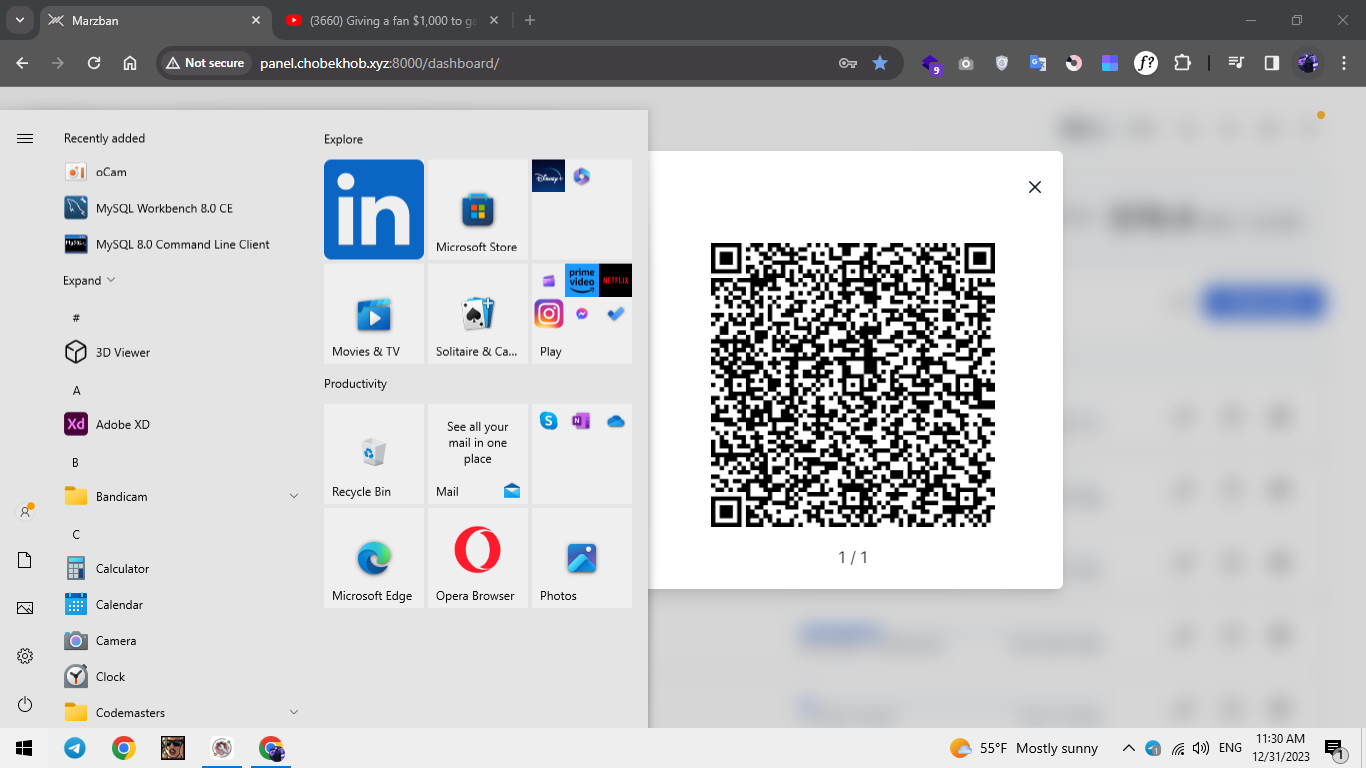 Marzban
(3660) Giving a fan $1,000 to ga
Not secure
panel.chobekhob.xyz:8000/dashboard/
9
f?
Recently added
oCam
MySQL Workbench 8.0 CE
MySQL 8.0 Command Line Client
Expand
#
3D Viewer
A
Adobe XD
B
Bandicam
C
Calculator
Calendar
Camera
Clock
Codemasters
Explore
in
Microsoft Store
Disney+
Movies & TV
Solitaire & Ca...
prime video
NETFLIX
Play
Productivity
Recycle Bin
See all your
mail in one
place
Mail
Microsoft Edge
Opera Browser
Photos
1 / 1
55°F Mostly sunny
ENG
11:30 AM
12/31/2023
1